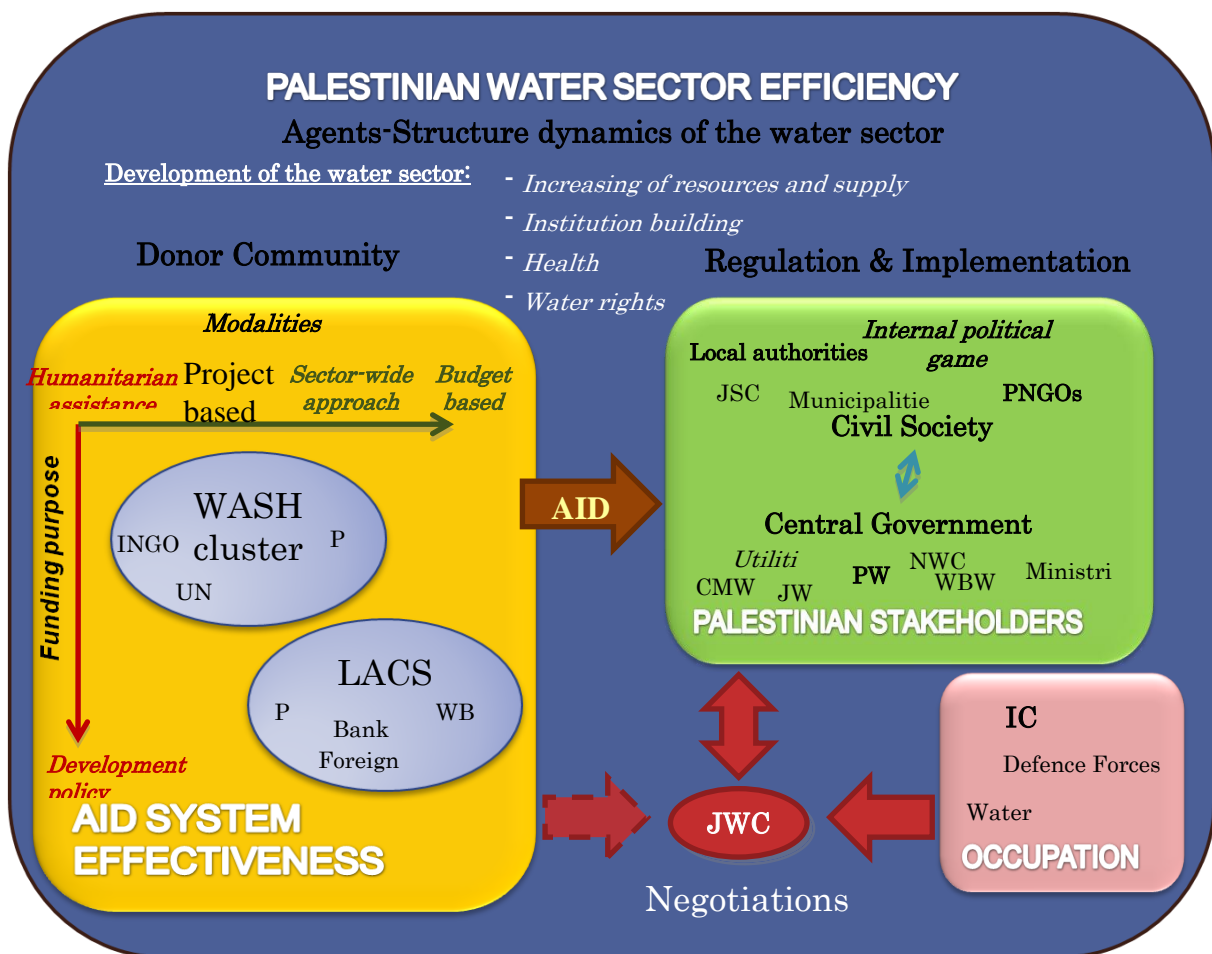 PALESTINIAN WATER SECTOR EFFICIENCY
Agents-Structure dynamics of the water sector
Development of the water sector:
- Increasing of resources and supply
- Institution building
- Health
- Water rights
Donor Community
Regulation & Implementation
Modalities
Humanitarian
assistance
Project
based
Sector-wide
approach
Budget
based
Funding purpose
WASH
cluster
INGO
P
UN
LACS
P
WB
Bank
Foreign
Development
policy
AID SYSTEM
EFFECTIVENESS
AID
Internal political
game
Local authorities
JSC
Municipalitie
PNGOs
Civil Society
Central Government
Utiliti
CMW
JW
PW
NWC
WBW
Ministri
PALESTINIAN STAKEHOLDERS
IC
Defence Forces
Water
OCCUPATION
JWC
Negotiations